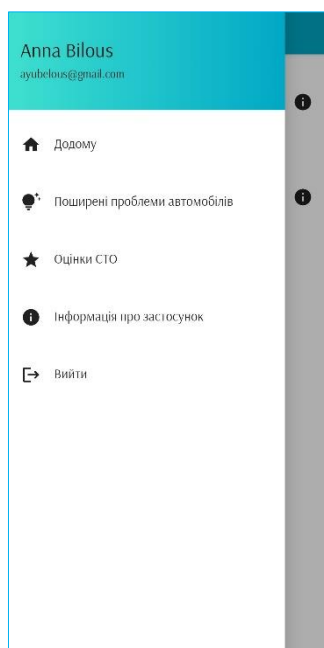 Anna Bilous
ayubelous@gmail.com
Додому
Поширені проблеми автомобілів
Оцінки СТО
Інформація про застосунок
Вийти